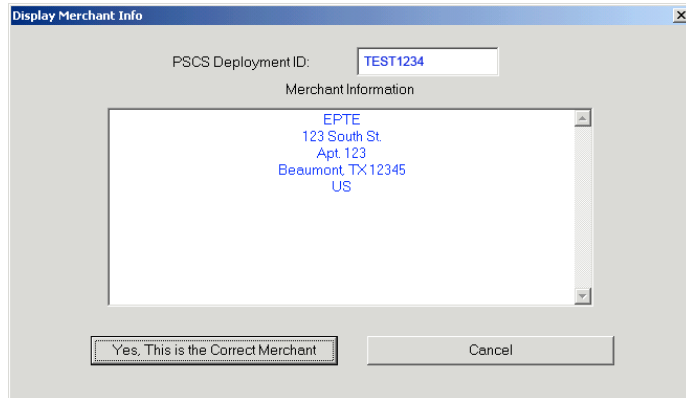 Display Merchant Info
PSCS Deployment ID: TEST1234
Merchant Information
EPTE
123 South St.
Apt. 123
Beaumont, TX 12345
US
Yes, This is the Correct Merchant Cancel